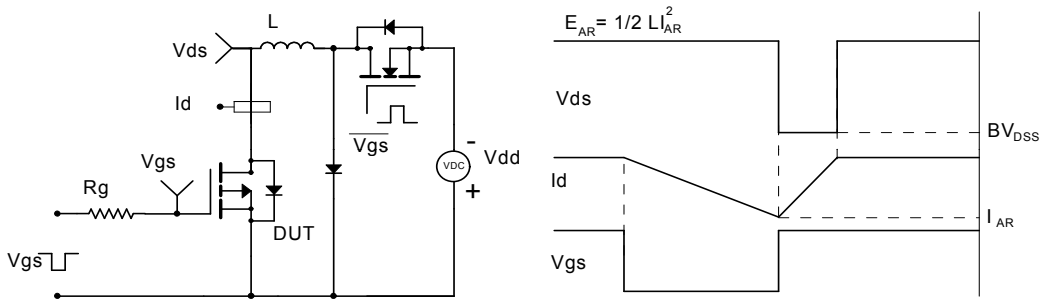 L
Vds
Id
Vgs
Rg
DUT
Vgs
Vgs
VDC
-
+
Vdd
E_AR = 1/2 LI_AR^2
Vds
BV_DSS
Id
I_AR
Vgs